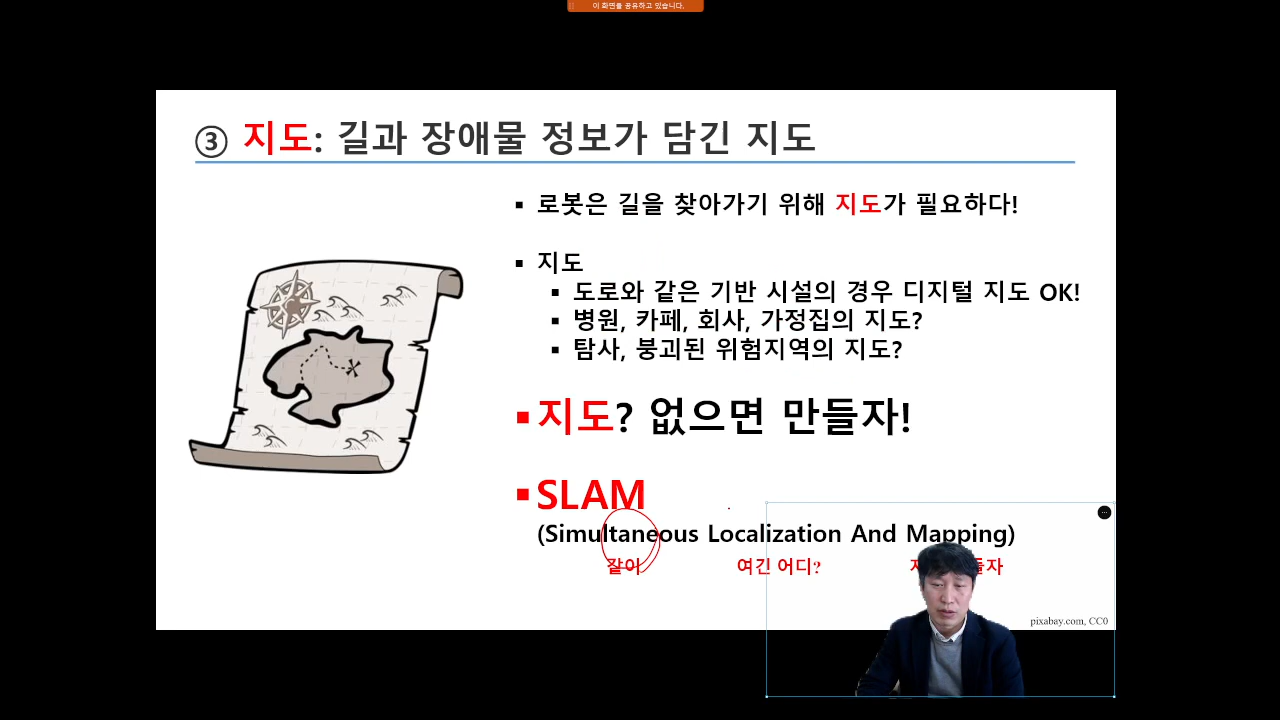 이 화면을 공유하고 있습니다.
③ 지도: 길과 장애물 정보가 담긴 지도
▪ 로봇은 길을 찾아가기 위해 지도가 필요하다!
▪ 지도
▪ 도로와 같은 기반 시설의 경우 디지털 지도 OK!
▪ 병원, 카페, 회사, 가정집의 지도?
▪ 탐사, 붕괴된 위험지역의 지도?
▪ 지도? 없으면 만들자!
▪ SLAM
(Simultaneous Localization And Mapping)
같이 여긴 어디?
pixabay.com, CC0